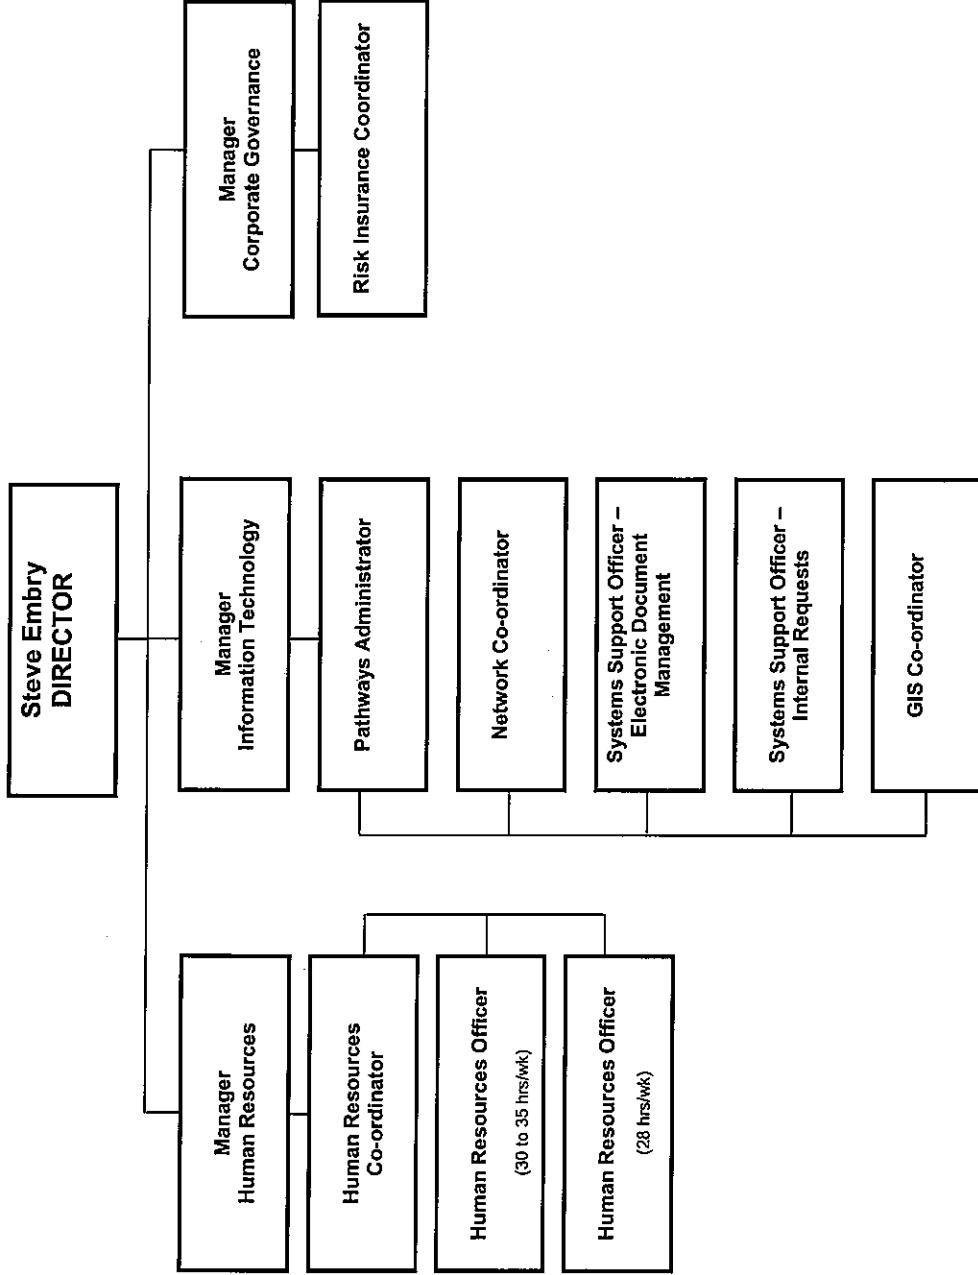 Steve Embry
DIRECTOR
Manager
Human Resources
Human Resources
Co-ordinator
Human Resources Officer
(30 to 35 hrs/wk)
Human Resources Officer
(28 hrs/wk)
Manager
Information Technology
Pathways Administrator
Network Co-ordinator
Systems Support Officer –
Electronic Document
Management
Systems Support Officer –
Internal Requests
GIS Co-ordinator
Manager
Corporate Governance
Risk Insurance Coordinator